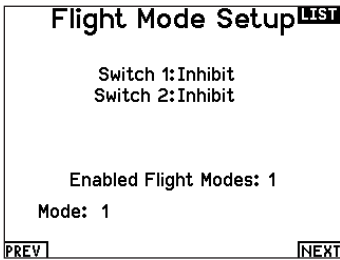 Flight Mode Setup LIST
Switch 1:Inhibit
Switch 2:Inhibit
Enabled Flight Modes: 1
Mode: 1
PREV NEXT